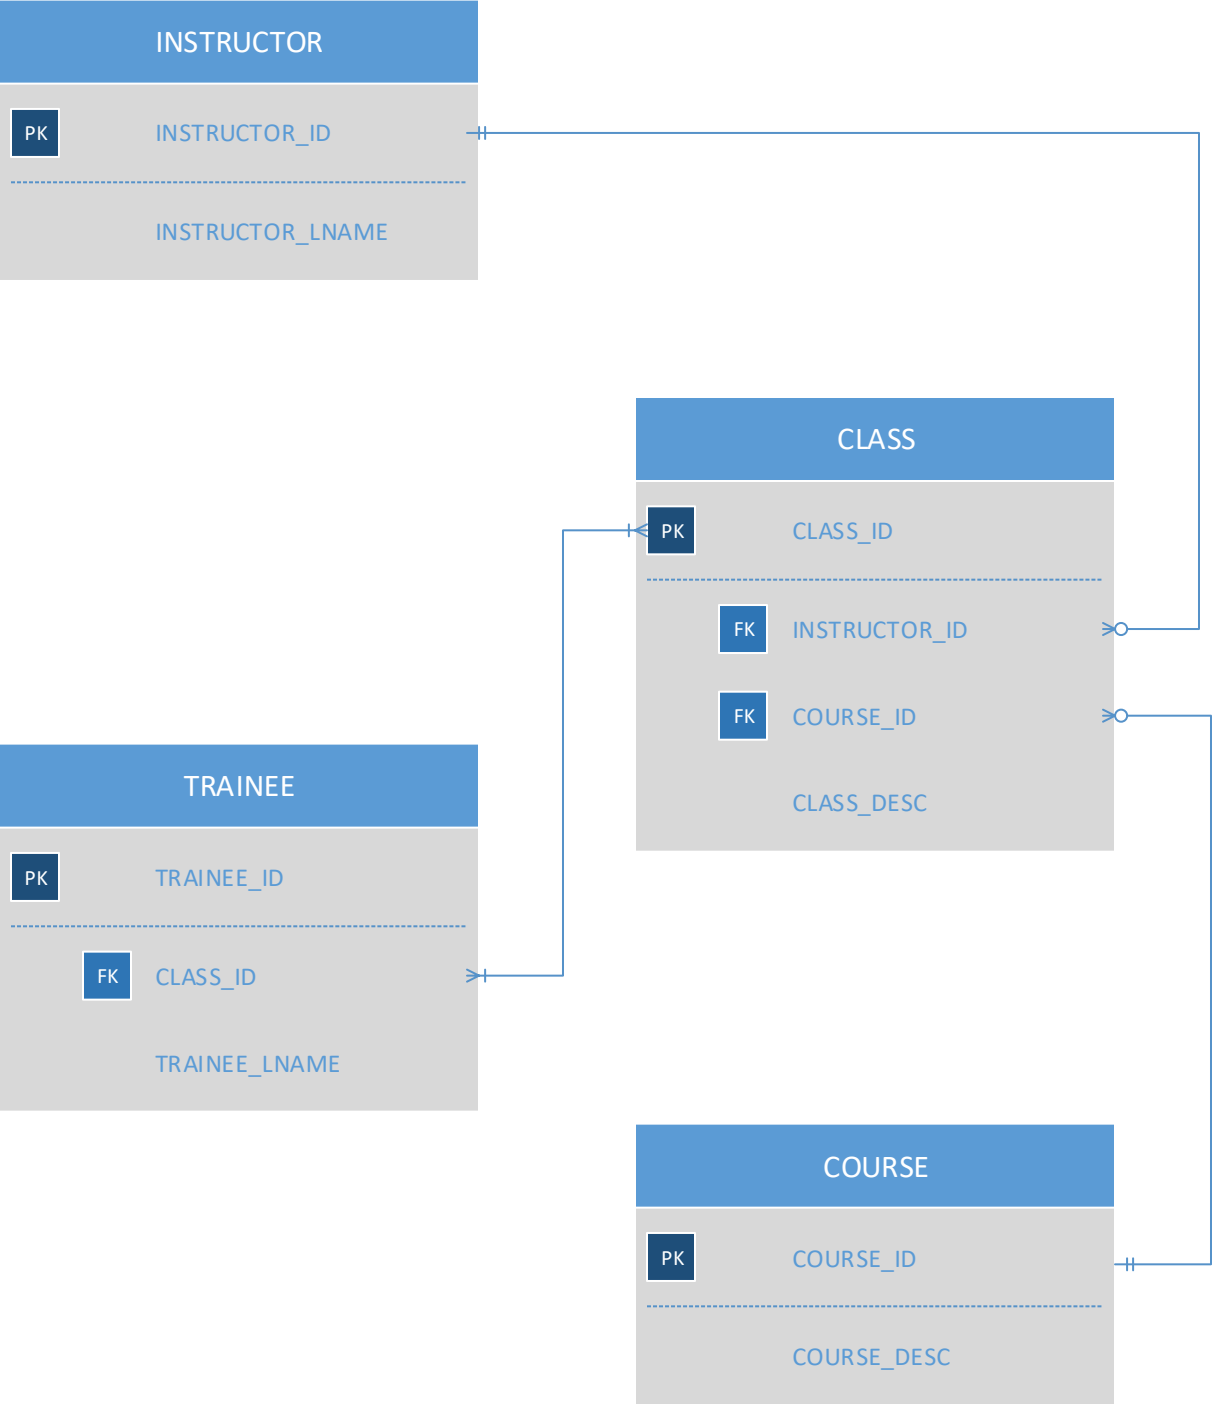 INSTRUCTOR
PK INSTRUCTOR_ID
INSTRUCTOR_LNAME
CLASS
PK CLASS_ID
FK INSTRUCTOR_ID
FK COURSE_ID
CLASS_DESC
TRAINEE
PK TRAINEE_ID
FK CLASS_ID
TRAINEE_LNAME
COURSE
PK COURSE_ID
COURSE_DESC